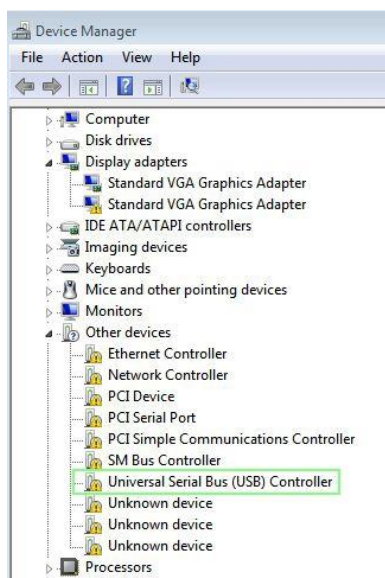 Device Manager
File Action View Help
Computer
Disk drives
Display adapters
Standard VGA Graphics Adapter
Standard VGA Graphics Adapter
IDE ATA/ATAPI controllers
Imaging devices
Keyboards
Mice and other pointing devices
Monitors
Other devices
Ethernet Controller
Network Controller
PCI Device
PCI Serial Port
PCI Simple Communications Controller
SM Bus Controller
Universal Serial Bus (USB) Controller
Unknown device
Unknown device
Unknown device
Processors